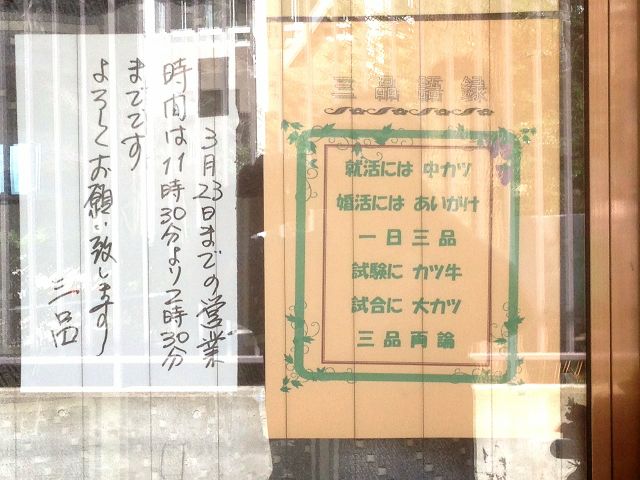 3月23日までの営業
時間は11時30分より2時30分
までです
よろしくお願い致します
三品
三品語録
就活には 中カツ
婚活には あいがけ
一日三品
試験に カツ牛
試合に 大カツ
三品両論